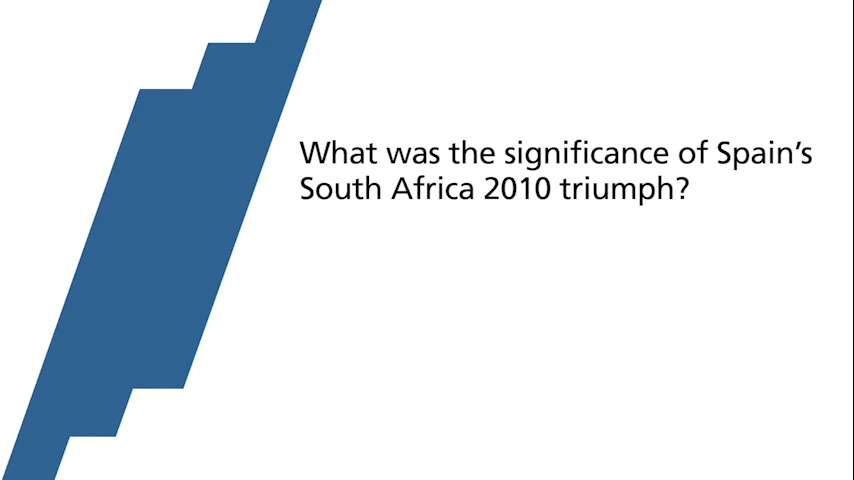 What was the significance of Spain’s
South Africa 2010 triumph?